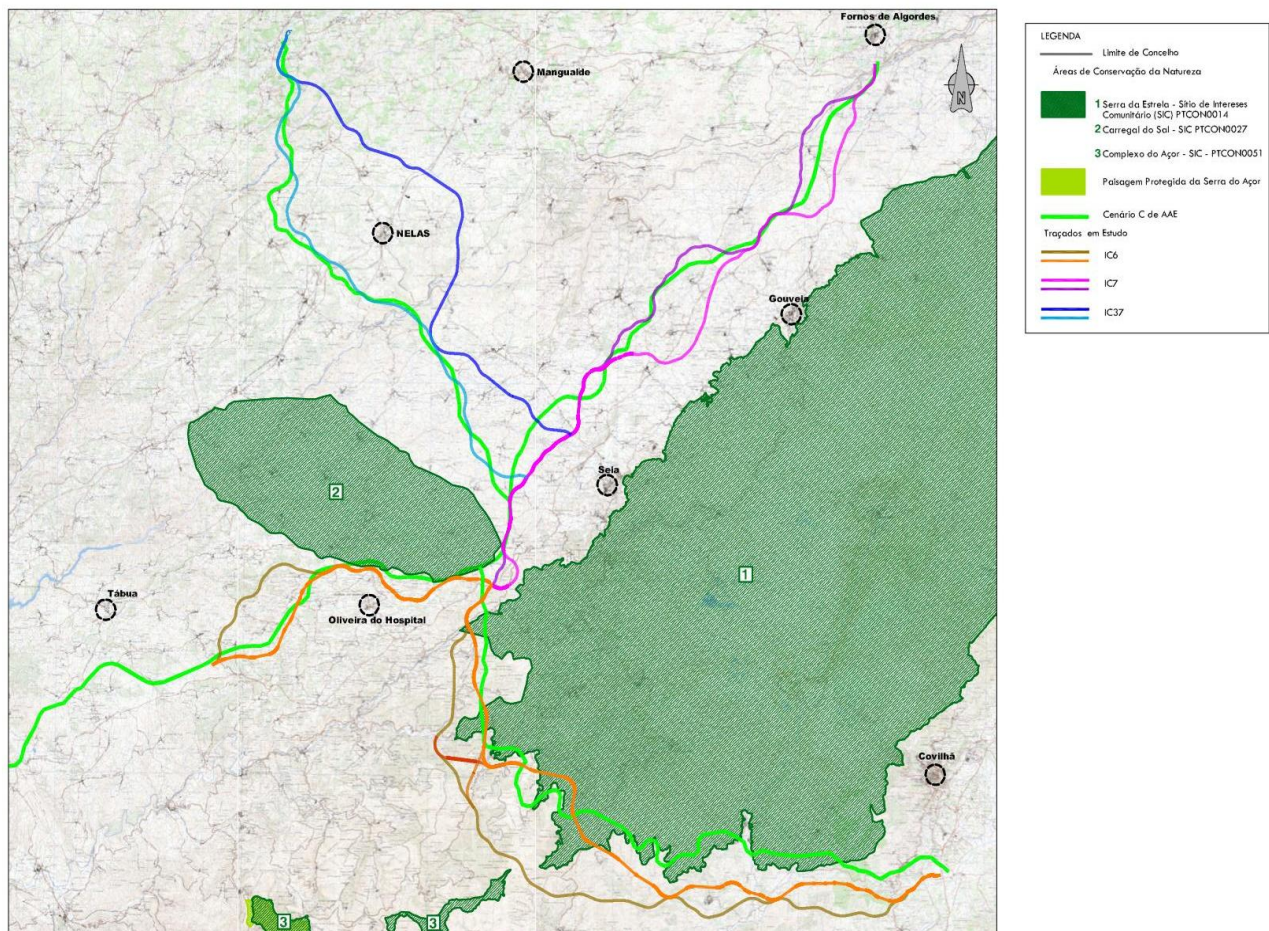 Fornos de Algordes
Mangualde
N
NELAS
Gouveia
2
Seia
1
Tábua
Oliveira do Hospital
Covilhã
3
3
LEGENDA
Limite de Concelho
Áreas de Conservação da Natureza
1 Serra da Estrela - Sítio de Intereses
Comunitário (SIC) PTCON0014
2 Carregal do Sal - SIC PTCON0027
3 Complexo do Açor - SIC - PTCON0051
Paisagem Protegida da Serra do Açor
Cenário C de AAE
Traçados em Estudo
IC6
IC7
IC37